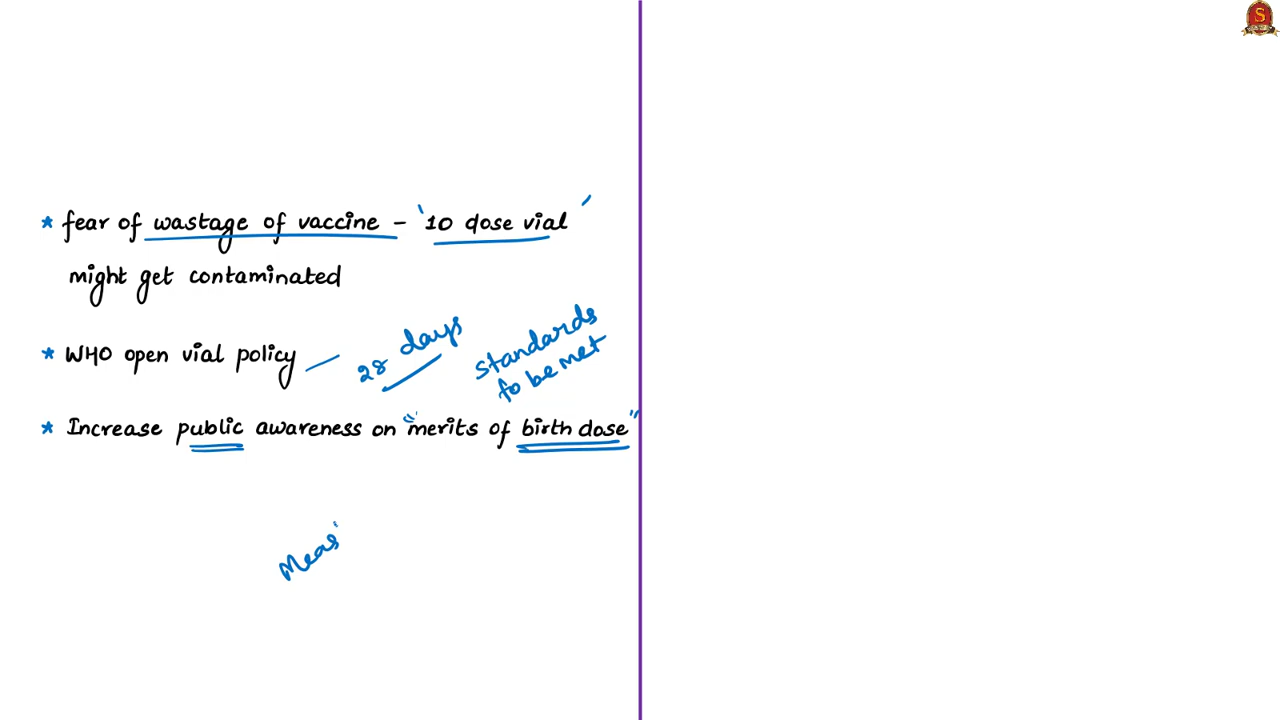 * fear of wastage of vaccine - '10 dose vial'
might get contaminated
* WHO open vial policy – 28 days
standards
to be met
* Increase public awareness on "merits of birth dose"
Meas
S